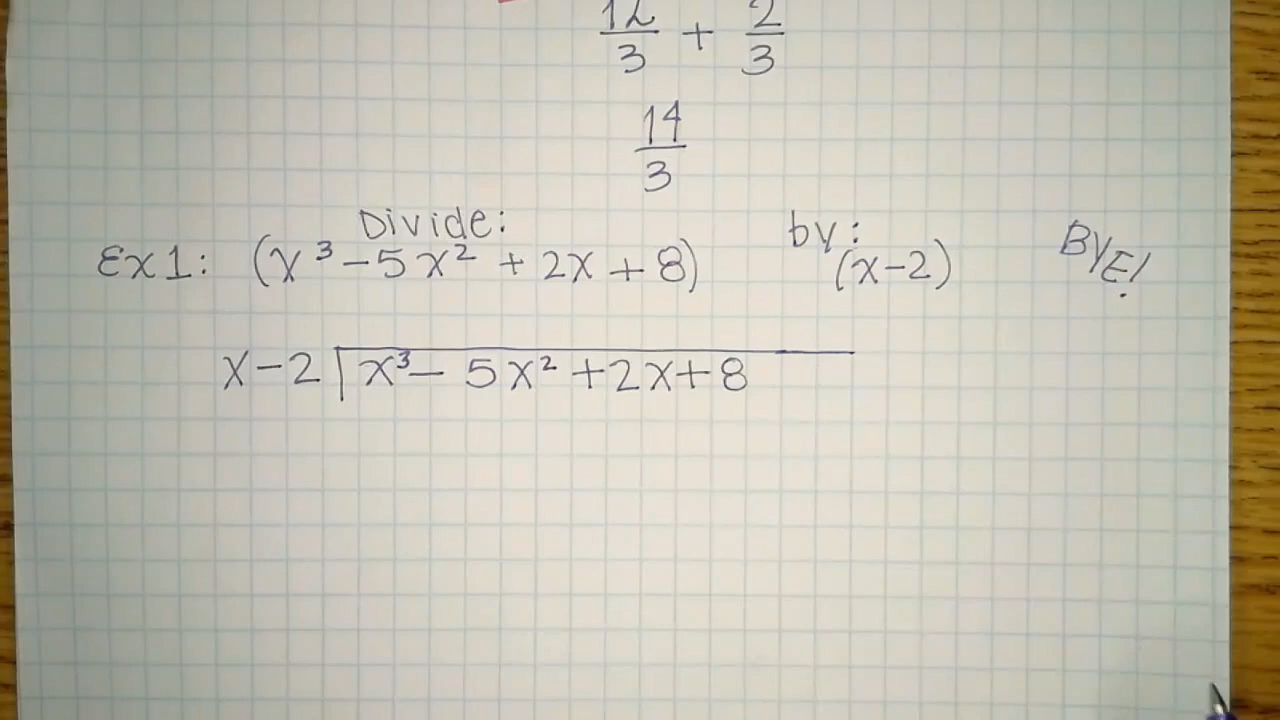 12/3 + 2/3
14/3
Divide: by:
Ex1: (x³ - 5x² + 2x + 8) (x-2) BYE!
x-2 | x³ - 5x² + 2x + 8